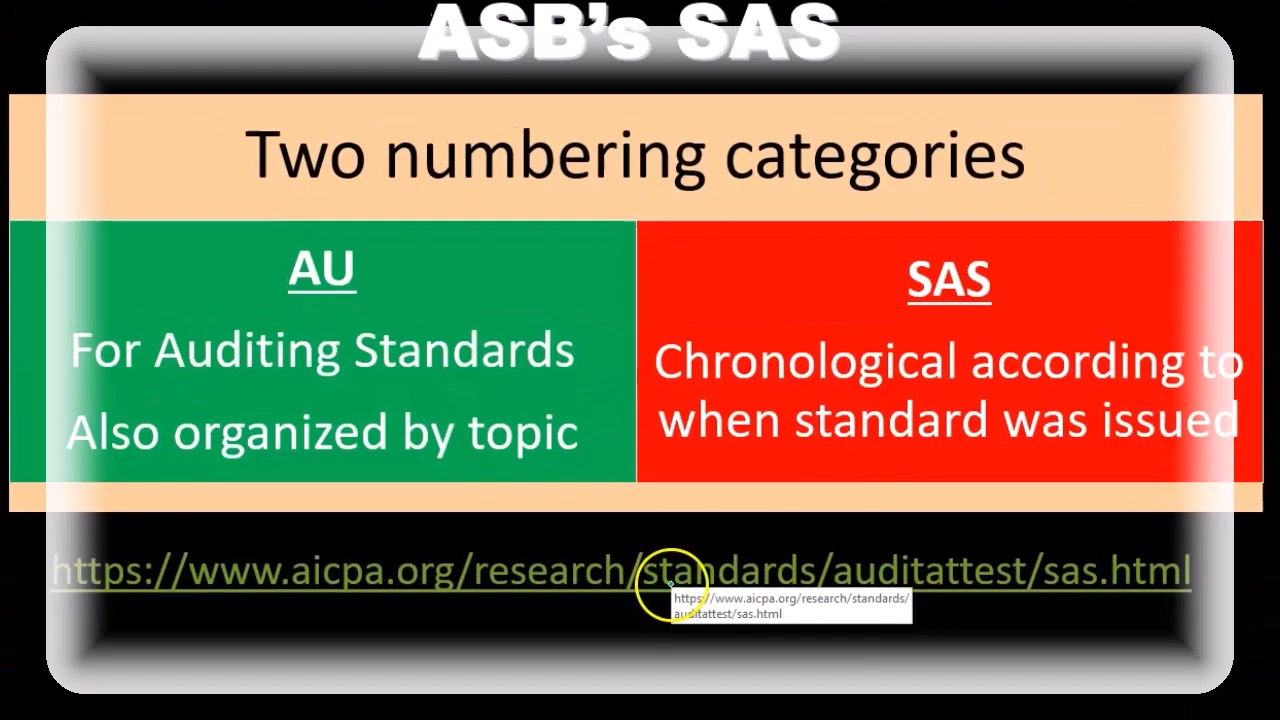 ASB's SAS
Two numbering categories
AU
For Auditing Standards
Also organized by topic
SAS
Chronological according to
when standard was issued
https://www.aicpa.org/research/standards/auditattest/sas.html
https://www.aicpa.org/research/standards/
auditattest/sas.html